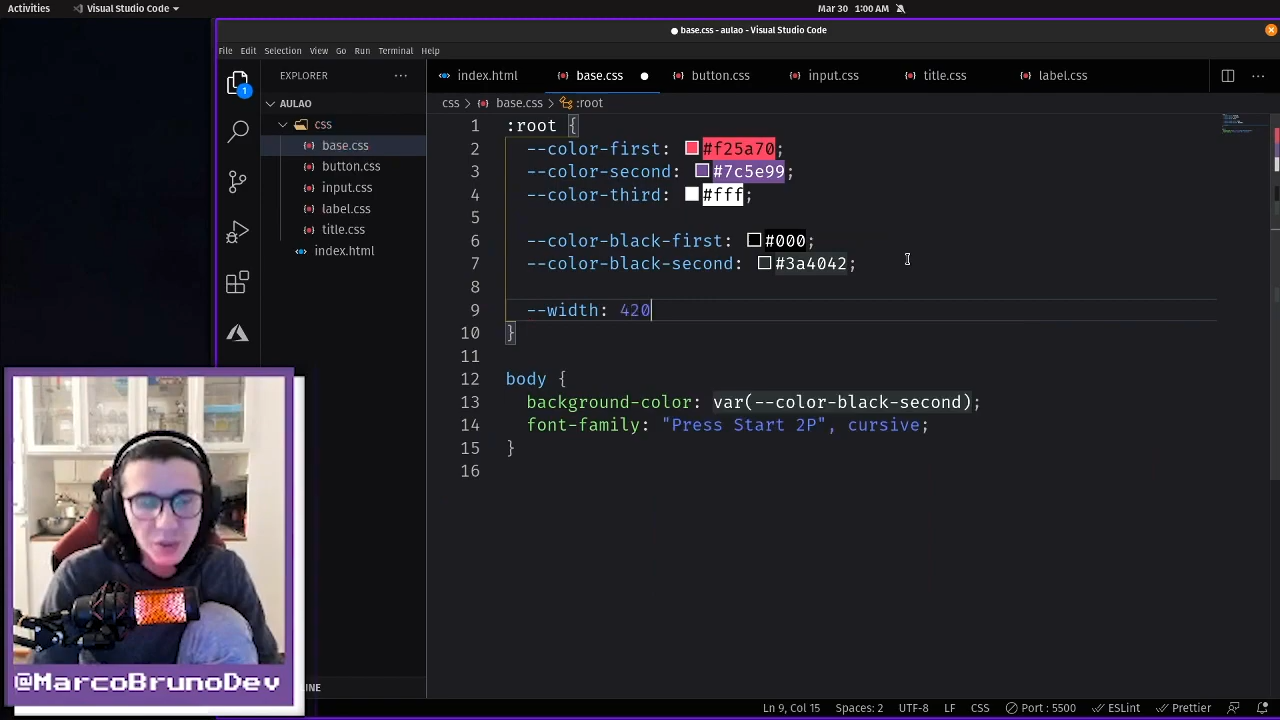 Activities
Visual Studio Code
Mar 30 1:00 AM
base.css - aulao - Visual Studio Code
File Edit Selection View Go Run Terminal Help
EXPLORER
index.html
base.css
button.css
input.css
title.css
label.css
1
AULAO
css
base.css
button.css
input.css
label.css
title.css
index.html
css > base.css > :root
1 :root {
2 --color-first: #f25a70;
3 --color-second: #7c5e99;
4 --color-third: #fff;
5
6 --color-black-first: #000;
7 --color-black-second: #3a4042;
8
9 --width: 420
10 }
11
12 body {
13 background-color: var(--color-black-second);
14 font-family: "Press Start 2P", cursive;
15 }
16
@MarcoBrunoDev
LINE
Ln 9, Col 15 Spaces: 2 UTF-8 LF CSS Port : 5500 ESLint Prettier